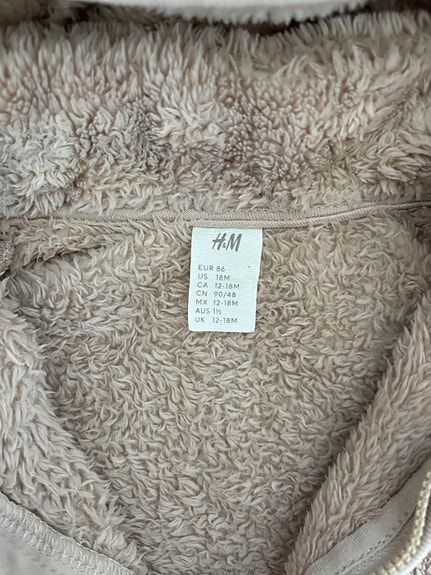 H&M
EUR 86
US 18M
CA 12-18M
CN 90/48
MX 12-18M
AUS 1½
UK 12-18M